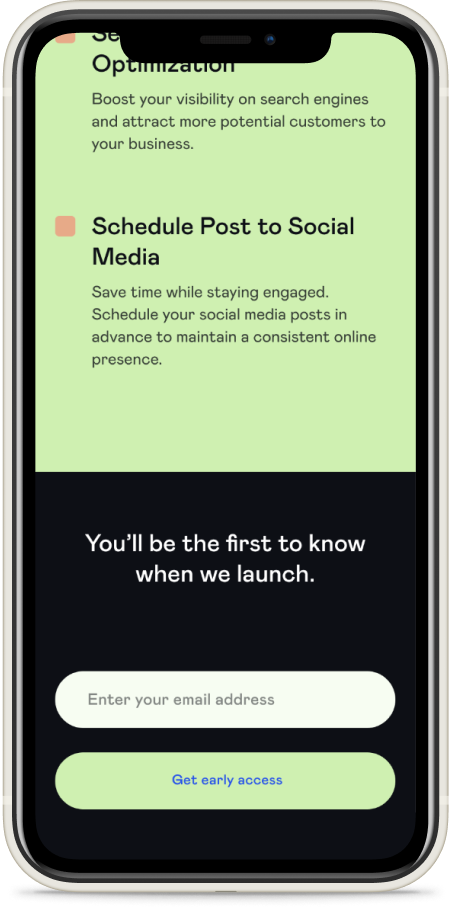 Se
Optimization
Boost your visibility on search engines
and attract more potential customers to
your business.
Schedule Post to Social
Media
Save time while staying engaged.
Schedule your social media posts in
advance to maintain a consistent online
presence.
You’ll be the first to know
when we launch.
Enter your email address
Get early access